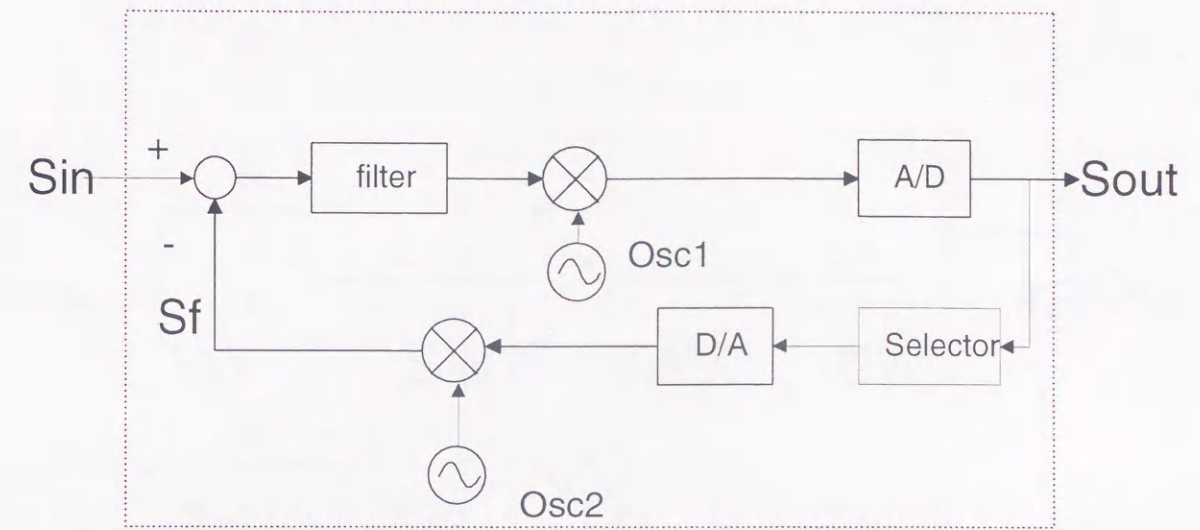 +
Sin
filter
A/D
Sout
-
Osc1
Sf
D/A
Selector
Osc2